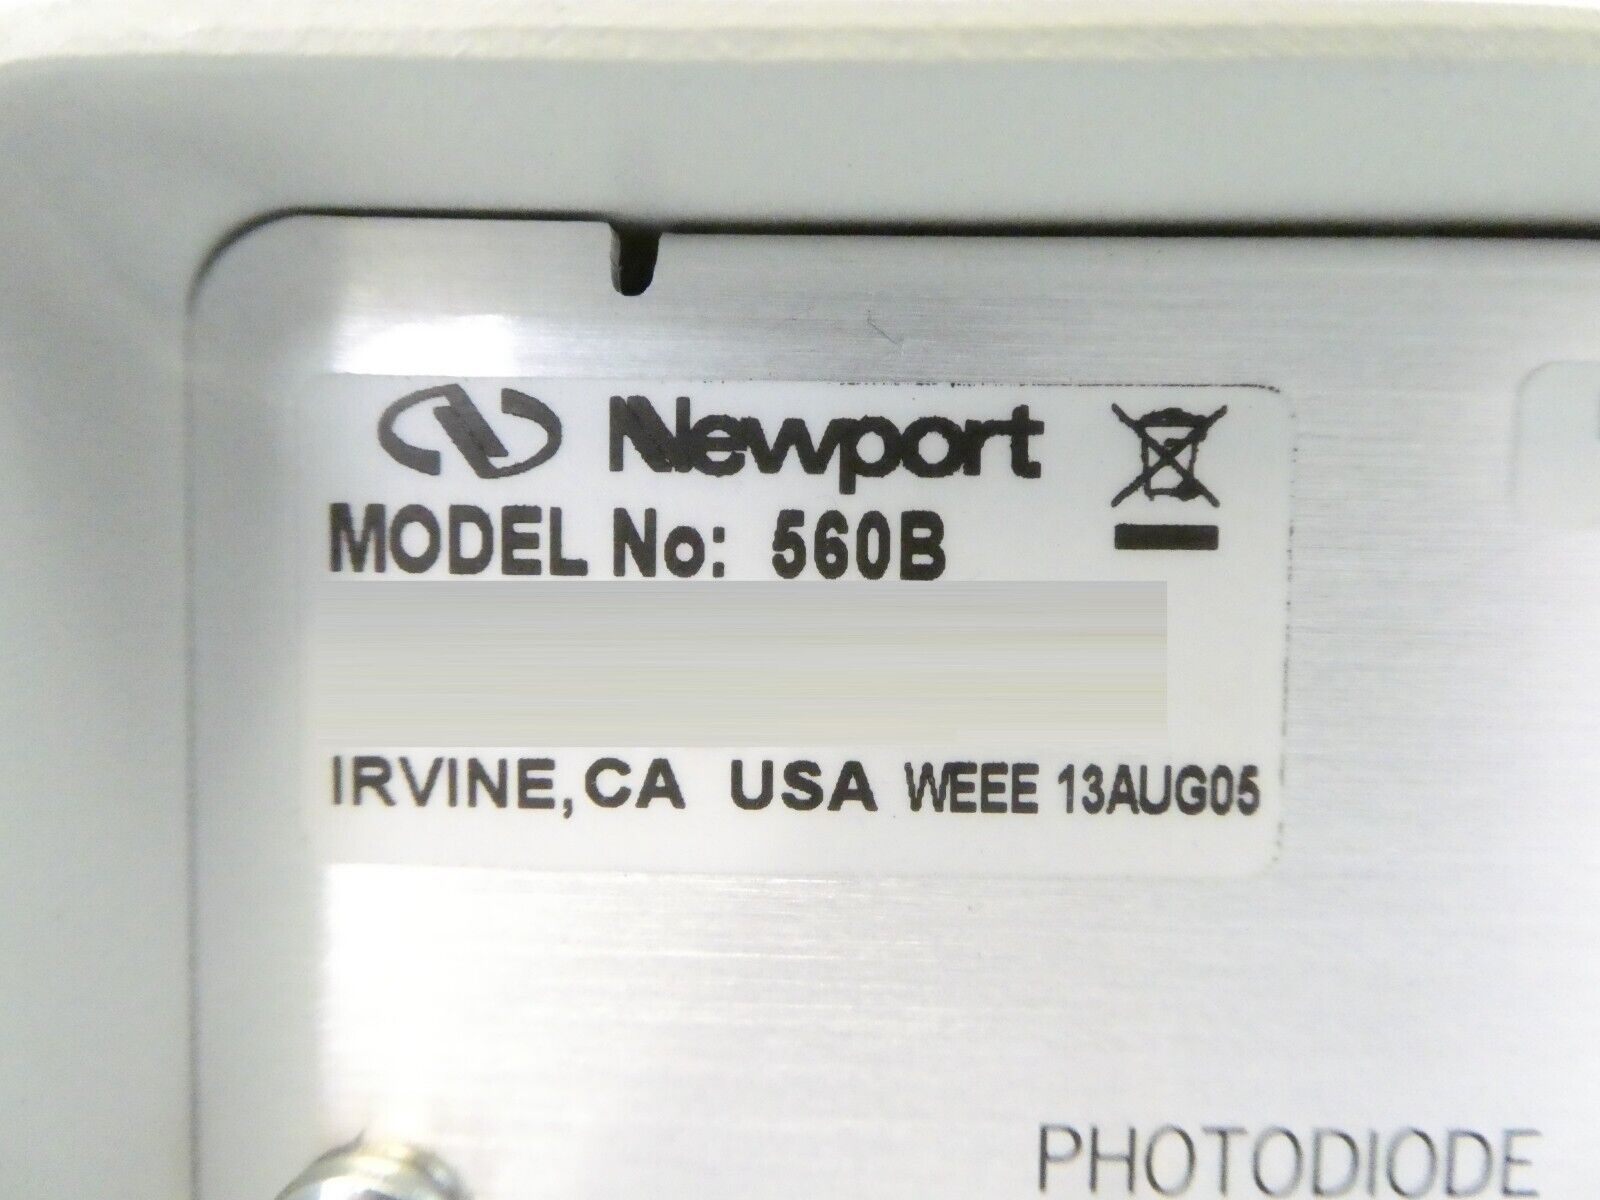 Newport
MODEL No: 560B
IRVINE, CA USA WEEE 13AUG05
PHOTODIODE